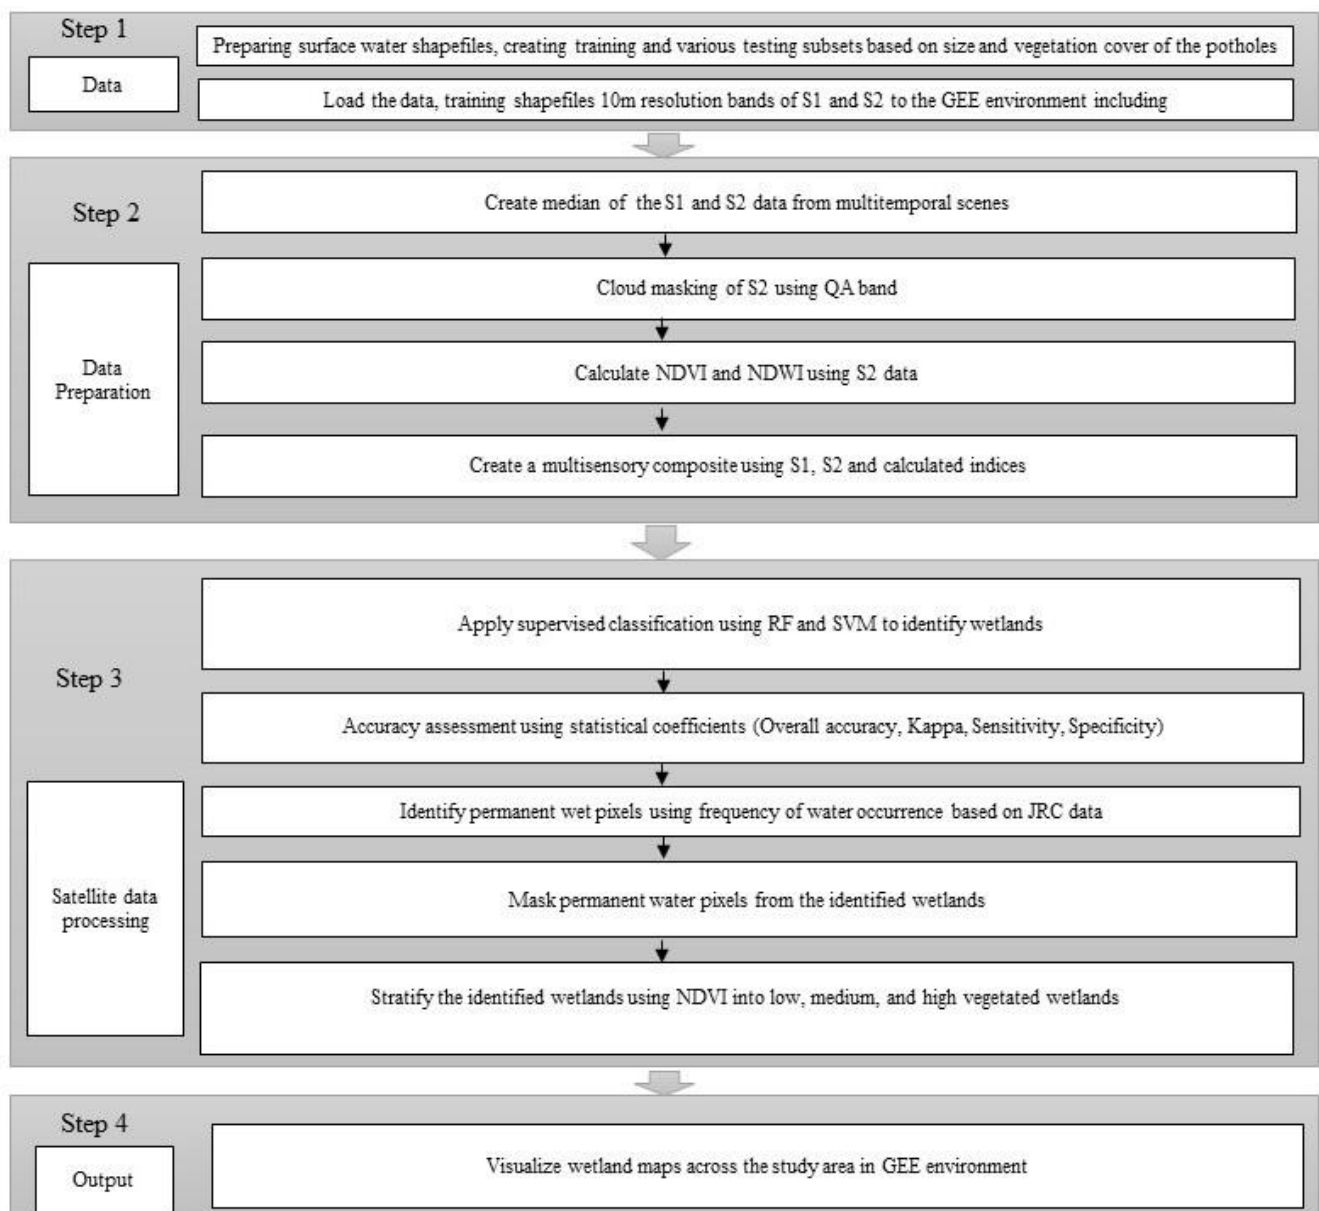 Step 1
Data
Preparing surface water shapefiles, creating training and various testing subsets based on size and vegetation cover of the potholes
Load the data, training shapefiles 10m resolution bands of S1 and S2 to the GEE environment including
Step 2
Data
Preparation
Create median of the S1 and S2 data from multitemporal scenes
Cloud masking of S2 using QA band
Calculate NDVI and NDWI using S2 data
Create a multisensory composite using S1, S2 and calculated indices
Step 3
Satellite data
processing
Apply supervised classification using RF and SVM to identify wetlands
Accuracy assessment using statistical coefficients (Overall accuracy, Kappa, Sensitivity, Specificity)
Identify permanent wet pixels using frequency of water occurrence based on JRC data
Mask permanent water pixels from the identified wetlands
Stratify the identified wetlands using NDVI into low, medium, and high vegetated wetlands
Step 4
Output
Visualize wetland maps across the study area in GEE environment